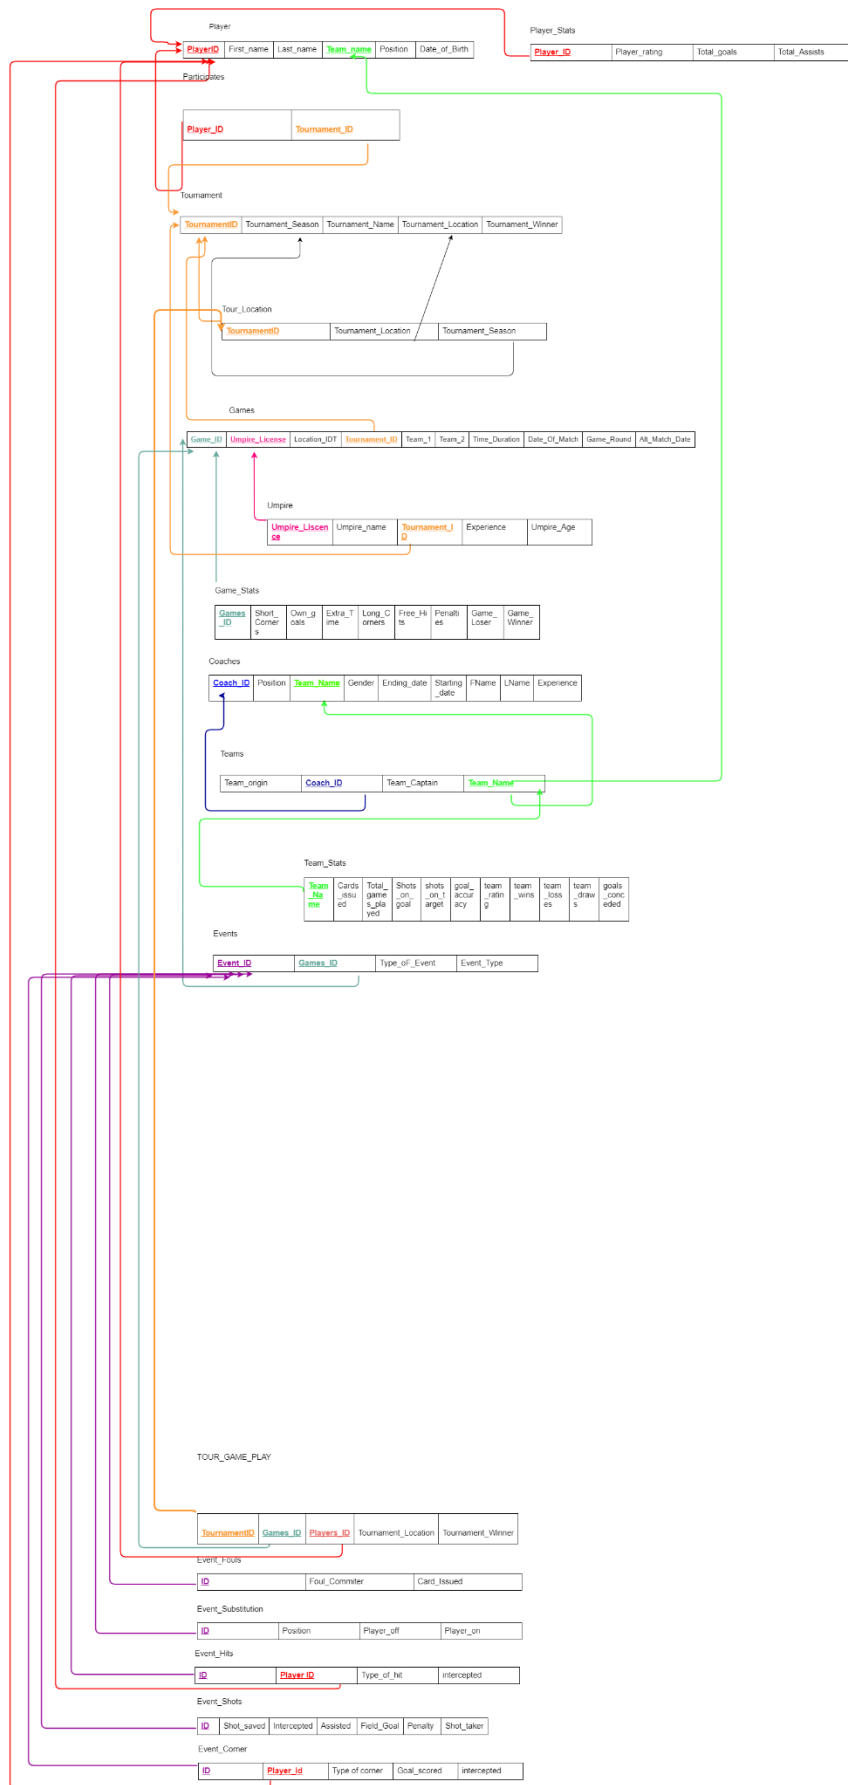 Player
PlayerID First_name Last_name Team_name Position Date_of_Birth
Player_Stats
Player_ID Player_rating Total_goals Total_Assists
Participates
Player_ID Tournament_ID
Tournament
TournamentID Tournament_Season Tournament_Name Tournament_Location Tournament_Winner
Tour_Location
TournamentID Tournament_Location Tournament_Season
Games
Game_ID Umpire_License Location_IDT Tournament_ID Team_1 Team_2 Time_Duration Date_Of_Match Game_Round Alt_Match_Date
Umpire
Umpire_Liscen Umpire_name Tournament_I Experience Umpire_Age
ce D
Game_Stats
Games Short_ Own_g Extra_T Long_C Free_Hi Penalti Game_ Game_
_ID Corner oals ime orners ts es Loser Winner
s
Coaches
Coach_ID Position Team_Name Gender Ending_date Starting FName LName Experience
_date
Teams
Team_origin Coach_ID Team_Captain Team_Name
Team_Stats
Team Cards Total_ Shots shots goal_ team team team team goals
_Na _issu game _on_ _on_t accur _ratin _wins _loss _draw _conc
me ed s_pla goal arget acy g es s eded
yed
Events
Event_ID Games_ID Type_oF_Event Event_Type
TOUR_GAME_PLAY
TournamentID Games_ID Players_ID Tournament_Location Tournament_Winner
Event_Fouls
ID Foul_Commiter Card_Issued
Event_Substitution
ID Position Player_off Player_on
Event_Hits
ID Player ID Type_of_hit intercepted
Event_Shots
ID Shot_saved Intercepted Assisted Field_Goal Penalty Shot_taker
Event_Corner
ID Player_Id Type of corner Goal_scored intercepted